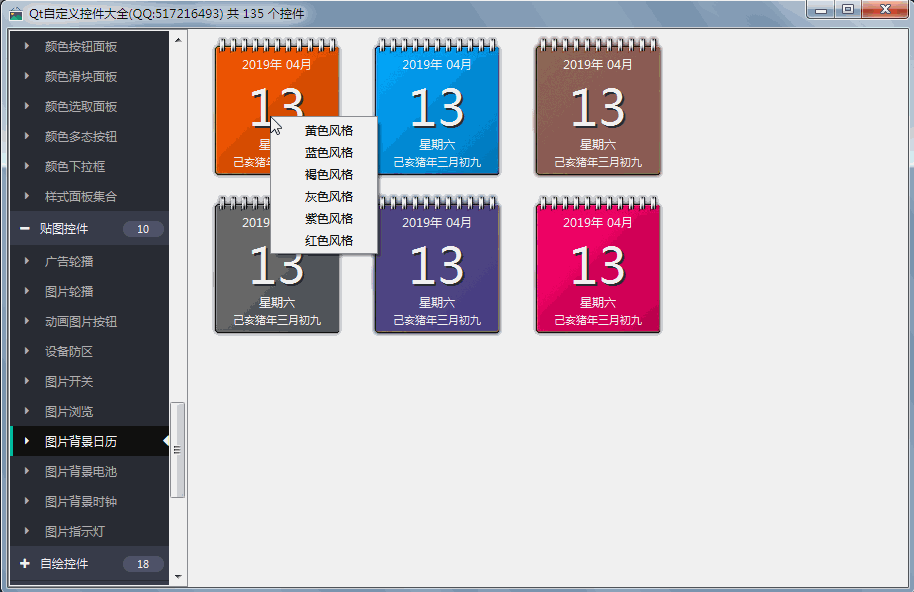 Qt自定义控件大全(QQ:517216493) 共 135 个控件
颜色按钮面板
颜色滑块面板
颜色选取面板
颜色多态按钮
颜色下拉框
样式面板集合
贴图控件 10
广告轮播
图片轮播
动画图片按钮
设备防区
图片开关
图片浏览
图片背景日历
图片背景电池
图片背景时钟
图片指示灯
自绘控件 18
2019年 04月
13
己亥猪年
2019年 04月
13
星期六
己亥猪年三月初九
2019年 04月
13
星期六
己亥猪年三月初九
黄色风格
蓝色风格
褐色风格
灰色风格
紫色风格
红色风格
2019
13
星期六
己亥猪年三月初九
2019年 04月
13
星期六
己亥猪年三月初九
2019年 04月
13
星期六
己亥猪年三月初九